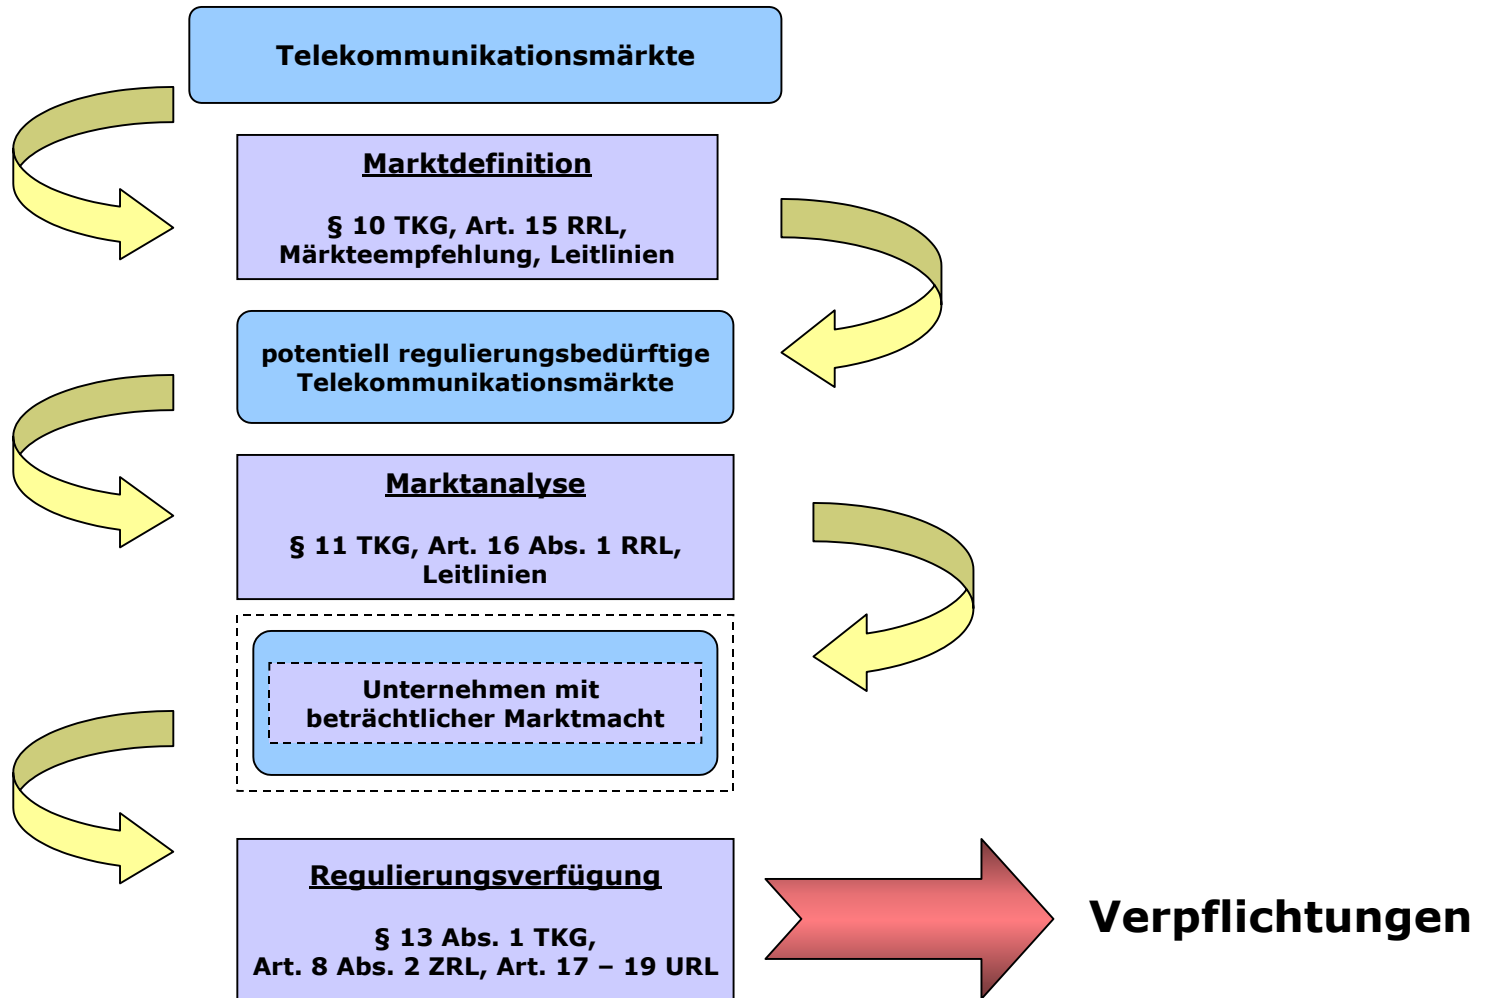 Telekommunikationsmärkte
Marktdefinition
§ 10 TKG, Art. 15 RRL,
Märkteempfehlung, Leitlinien
potentiell regulierungsbedürftige
Telekommunikationsmärkte
Marktanalyse
§ 11 TKG, Art. 16 Abs. 1 RRL,
Leitlinien
Unternehmen mit
beträchtlicher Marktmacht
Regulierungsverfügung
§ 13 Abs. 1 TKG,
Art. 8 Abs. 2 ZRL, Art. 17 – 19 URL
Verpflichtungen